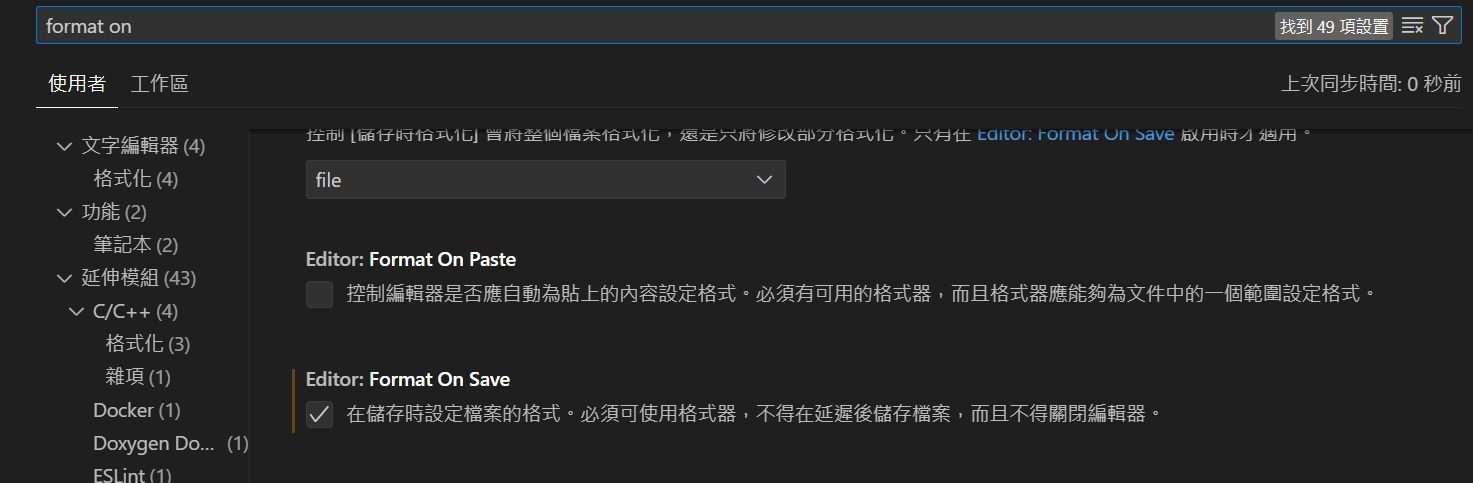 format on
找到 49 項設置
使用者
工作區
上次同步時間: 0 秒前
文字編輯器 (4)
格式化 (4)
功能 (2)
筆記本 (2)
延伸模組 (43)
C/C++ (4)
格式化 (3)
雜項 (1)
Docker (1)
Doxygen Do... (1)
ESLint (1)
控制 [儲存時格式化] 會將整個檔案格式化，還是只將修改部分格式化。只有在 Editor: Format On Save 啟用時才適用。
file
Editor: Format On Paste
控制編輯器是否應自動為貼上的內容設定格式。必須有可用的格式器，而且格式器應能夠為文件中的一個範圍設定格式。
Editor: Format On Save
在儲存時設定檔案的格式。必須可使用格式器，不得在延遲後儲存檔案，而且不得關閉編輯器。